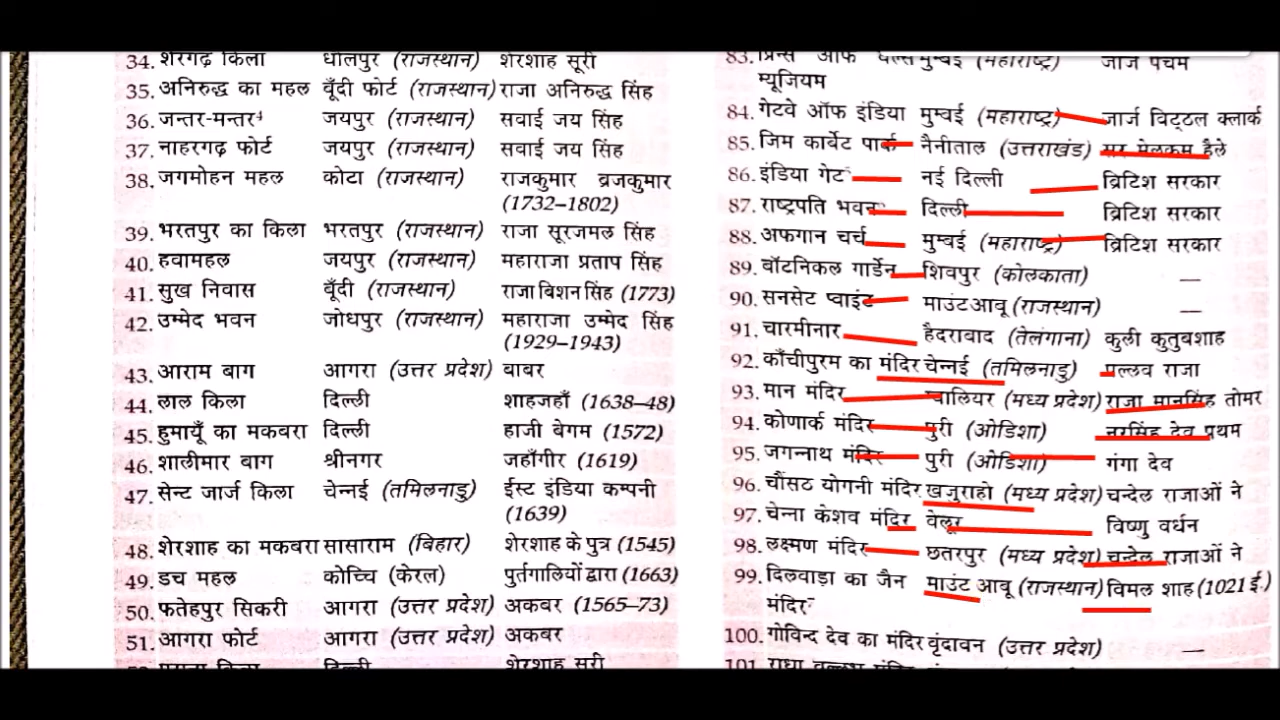 34. शेरगढ़ किला धौलपुर (राजस्थान) शेरशाह सूरी
35. अनिरुद्ध का महल बूँदी फोर्ट (राजस्थान) राजा अनिरुद्ध सिंह
36. जन्तर-मन्तर जयपुर (राजस्थान) सवाई जय सिंह
37. नाहरगढ़ फोर्ट जयपुर (राजस्थान) सवाई जय सिंह
38. जगमोहन महल कोटा (राजस्थान) राजकुमार ब्रजकुमार
(1732–1802)
39. भरतपुर का किला भरतपुर (राजस्थान) राजा सूरजमल सिंह
40. हवामहल जयपुर (राजस्थान) महाराजा प्रताप सिंह
41. सुख निवास बूँदी (राजस्थान) राजा बिशन सिंह (1773)
42. उम्मेद भवन जोधपुर (राजस्थान) महाराजा उम्मेद सिंह
(1929–1943)
43. आराम बाग आगरा (उत्तर प्रदेश) बाबर
44. लाल किला दिल्ली शाहजहाँ (1638–48)
45. हुमायूँ का मकबरा दिल्ली हाजी बेगम (1572)
46. शालीमार बाग श्रीनगर जहाँगीर (1619)
47. सेन्ट जार्ज किला चेन्नई (तमिलनाडु) ईस्ट इंडिया कम्पनी
(1639)
48. शेरशाह का मकबरा सासाराम (बिहार) शेरशाह के पुत्र (1545)
49. डच महल कोच्चि (केरल) पुर्तगालियों द्वारा (1663)
50. फतेहपुर सिकरी आगरा (उत्तर प्रदेश) अकबर (1565–73)
51. आगरा फोर्ट आगरा (उत्तर प्रदेश) अकबर
दिल्ली शेरशाह सूरी
83. प्रिन्स ऑफ वेल्स मुम्बई (महाराष्ट्र) जार्ज पंचम
म्यूजियम
84. गेटवे ऑफ इंडिया मुम्बई (महाराष्ट्र) जार्ज विट्ठल क्लार्क
85. जिम कार्बेट पार्क नैनीताल (उत्तराखंड) सर मेलकम हैले
86. इंडिया गेट नई दिल्ली ब्रिटिश सरकार
87. राष्ट्रपति भवन दिल्ली ब्रिटिश सरकार
88. अफगान चर्च मुम्बई (महाराष्ट्र) ब्रिटिश सरकार
89. बॉटनिकल गार्डेन शिवपुर (कोलकाता) —
90. सनसेट प्वाइंट माउंट आबू (राजस्थान) —
91. चारमीनार हैदराबाद (तेलंगाना) कुली कुतुबशाह
92. काँचीपुरम का मंदिर चेन्नई (तमिलनाडु) पल्लव राजा
93. मान मंदिर ग्वालियर (मध्य प्रदेश) राजा मानसिंह तोमर
94. कोणार्क मंदिर पुरी (ओडिशा) नरसिंह देव प्रथम
95. जगन्नाथ मंदिर पुरी (ओडिशा) गंगा देव
96. चौंसठ योगनी मंदिर खजुराहो (मध्य प्रदेश) चन्देल राजाओं ने
97. चेन्ना केशव मंदिर वेलूर विष्णु वर्धन
98. लक्ष्मण मंदिर छतरपुर (मध्य प्रदेश) चन्देल राजाओं ने
99. दिलवाड़ा का जैन माउंट आबू (राजस्थान) विमल शाह (1021 ई.)
मंदिर
100. गोविन्द देव का मंदिर वृंदावन (उत्तर प्रदेश) —
101. राधा वल्लभ मंदिर